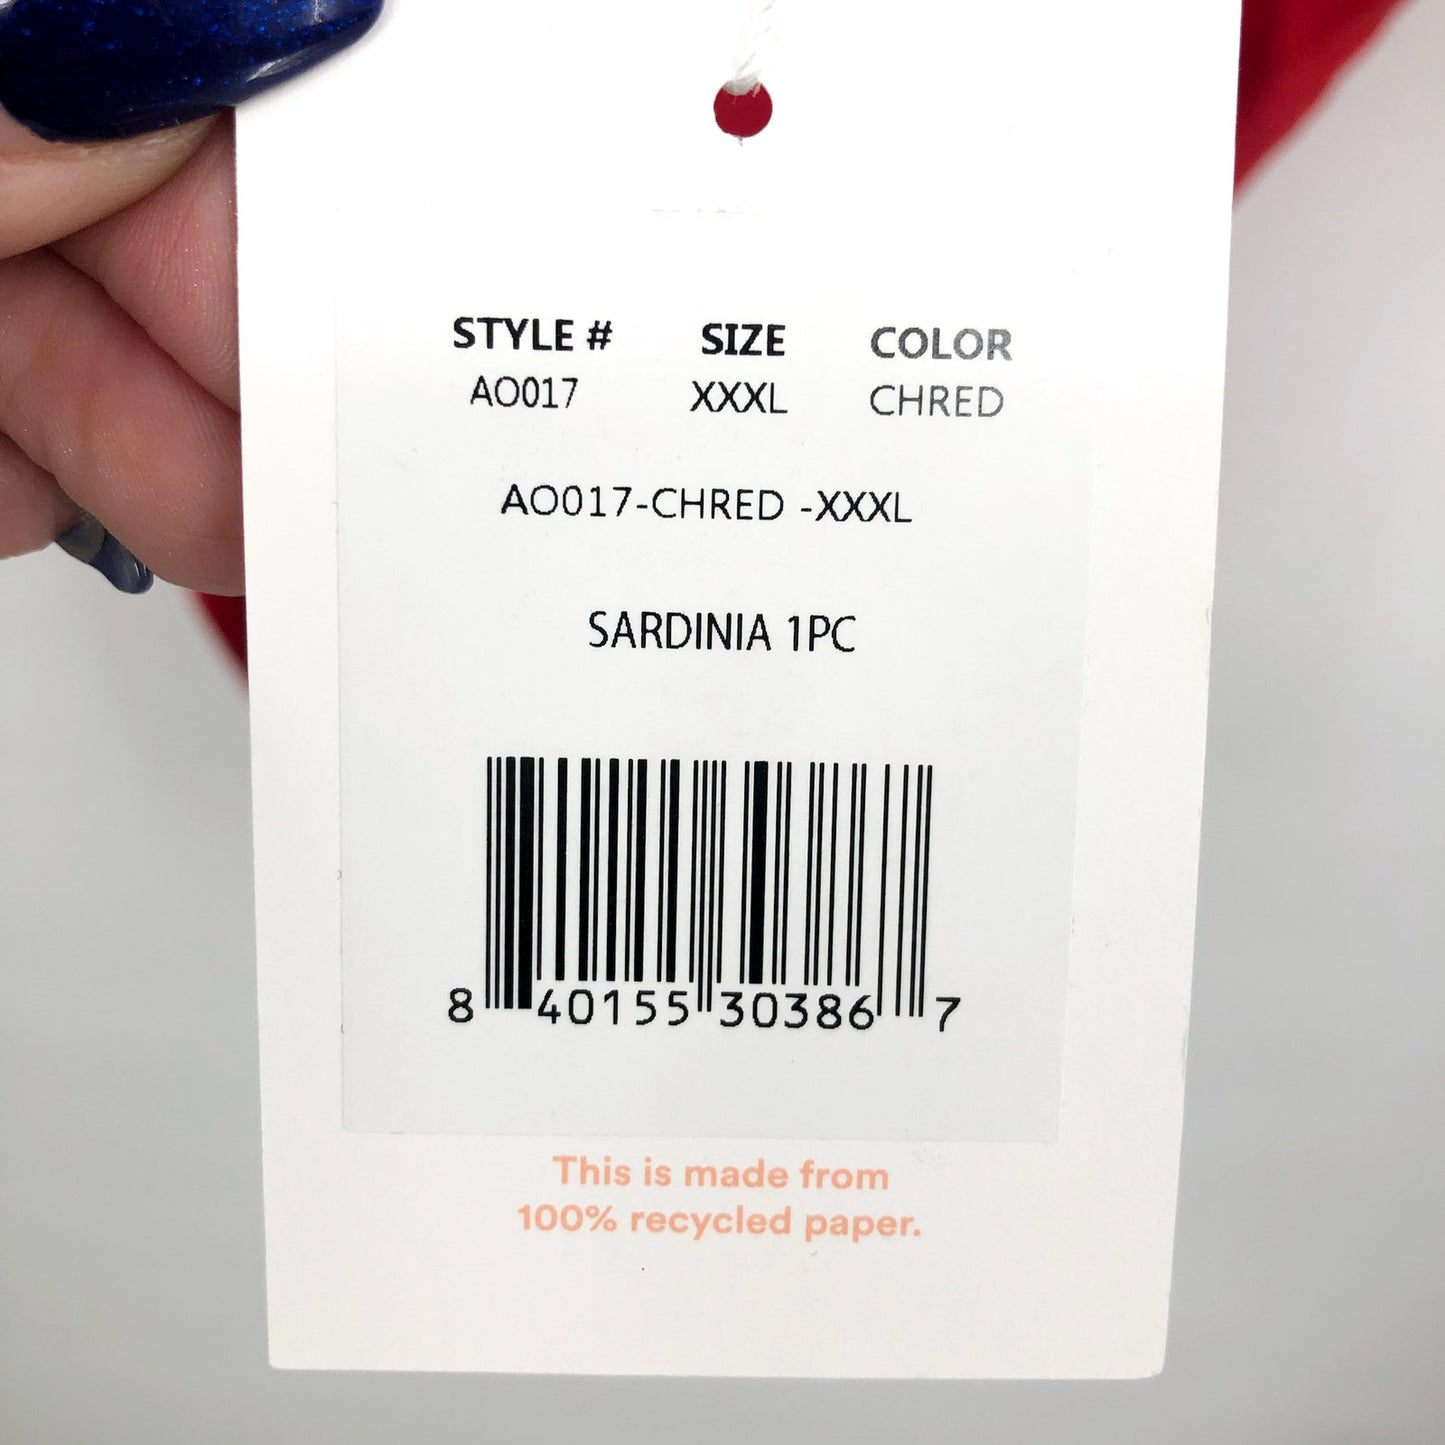 STYLE # SIZE COLOR
AO017 XXXL CHRED
AO017-CHRED -XXXL
SARDINIA 1PC
8 40155 30386 7
This is made from
100% recycled paper.